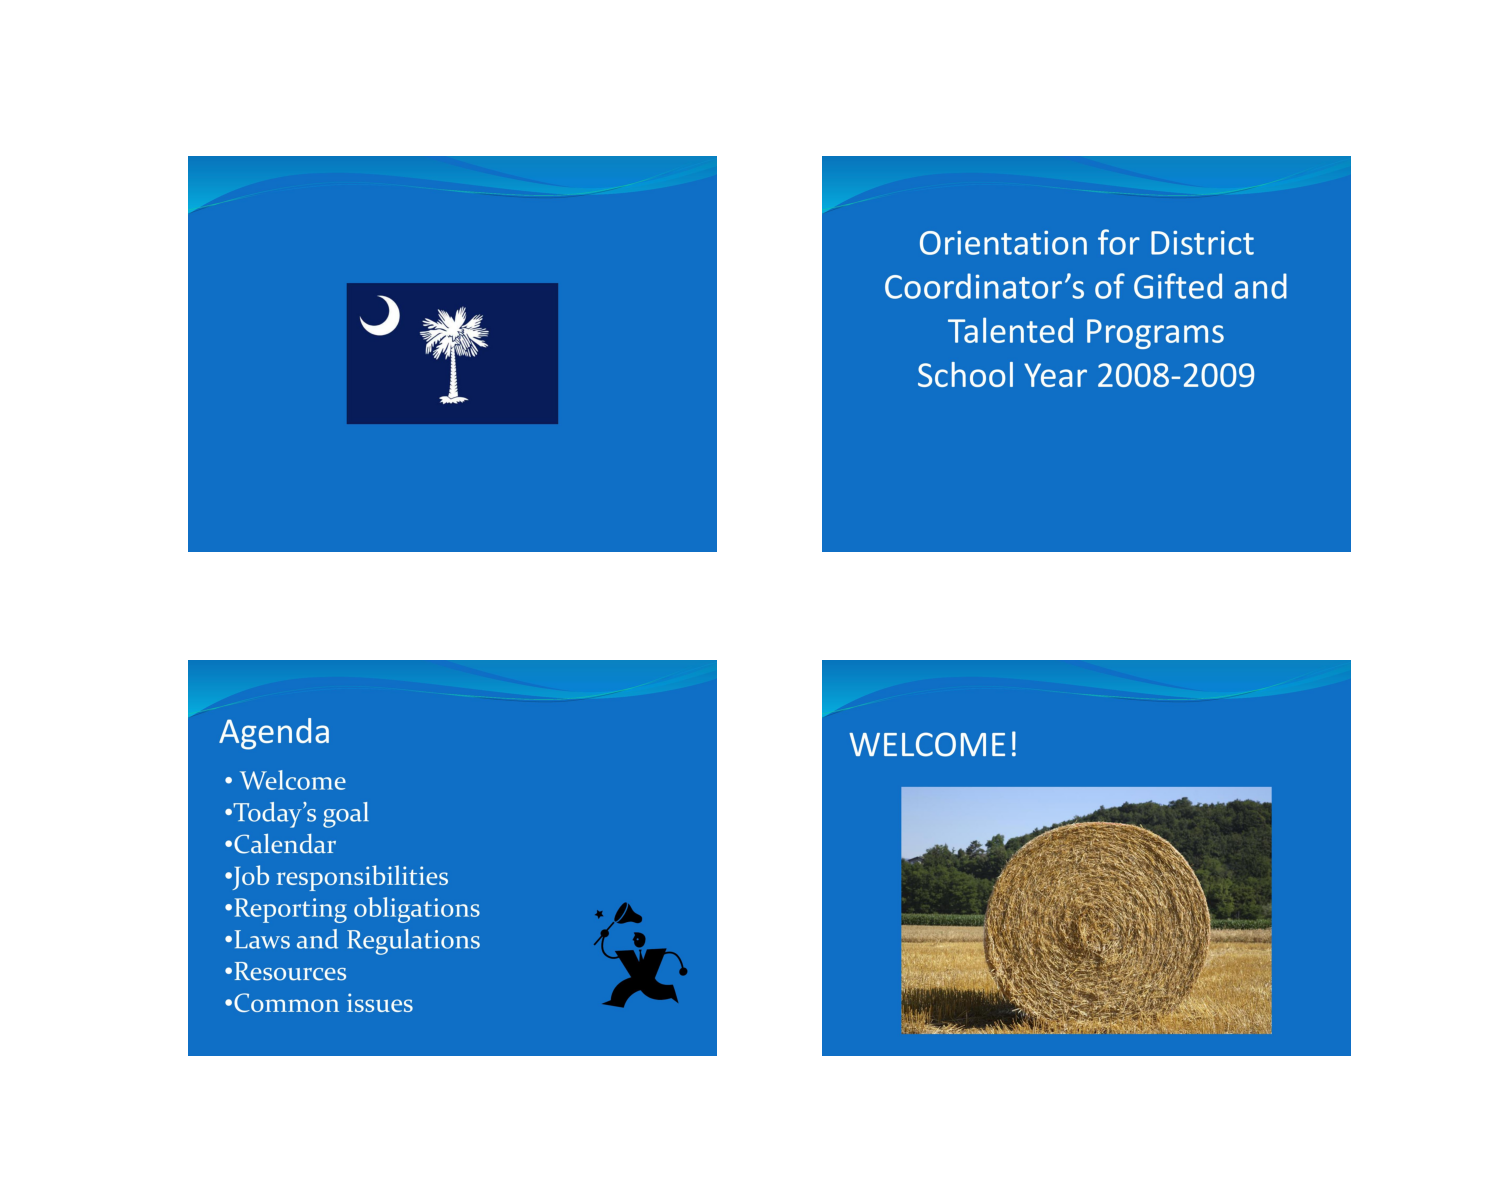 Orientation for District
Coordinator’s of Gifted and
Talented Programs
School Year 2008-2009
Agenda
• Welcome
•Today’s goal
•Calendar
•Job responsibilities
•Reporting obligations
•Laws and Regulations
•Resources
•Common issues
WELCOME!